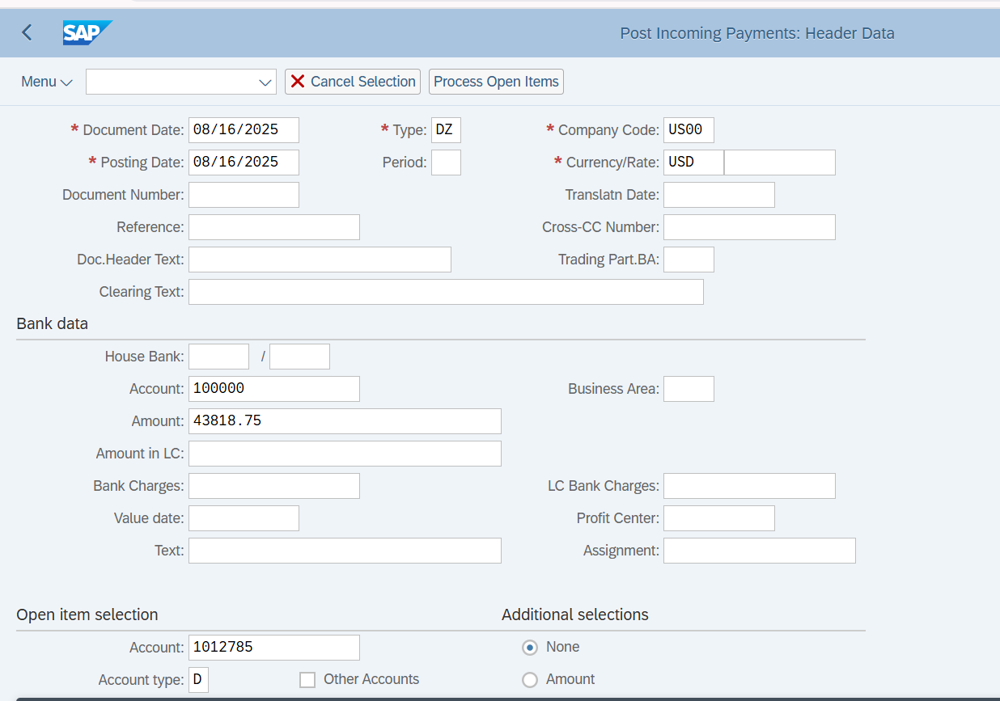 SAP
Post Incoming Payments: Header Data
Menu
Cancel Selection
Process Open Items
* Document Date: 08/16/2025 * Type: DZ * Company Code: US00
* Posting Date: 08/16/2025 Period: * Currency/Rate: USD
Document Number: Translatn Date:
Reference: Cross-CC Number:
Doc.Header Text: Trading Part.BA:
Clearing Text:
Bank data
House Bank: /
Account: 100000 Business Area:
Amount: 43818.75
Amount in LC:
Bank Charges: LC Bank Charges:
Value date: Profit Center:
Text: Assignment:
Open item selection Additional selections
Account: 1012785 None
Account type: D Other Accounts Amount